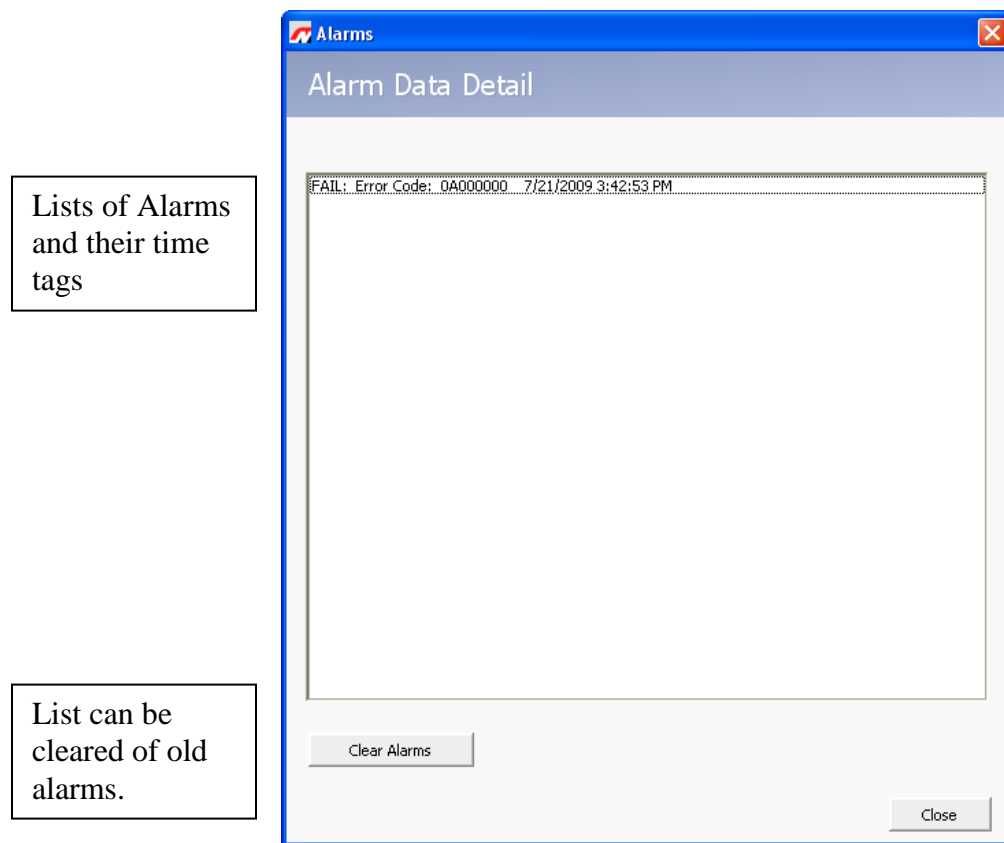 Alarms
Alarm Data Detail
FAIL: Error Code: 0A000000 7/21/2009 3:42:53 PM
Lists of Alarms
and their time
tags
List can be
cleared of old
alarms.
Clear Alarms
Close